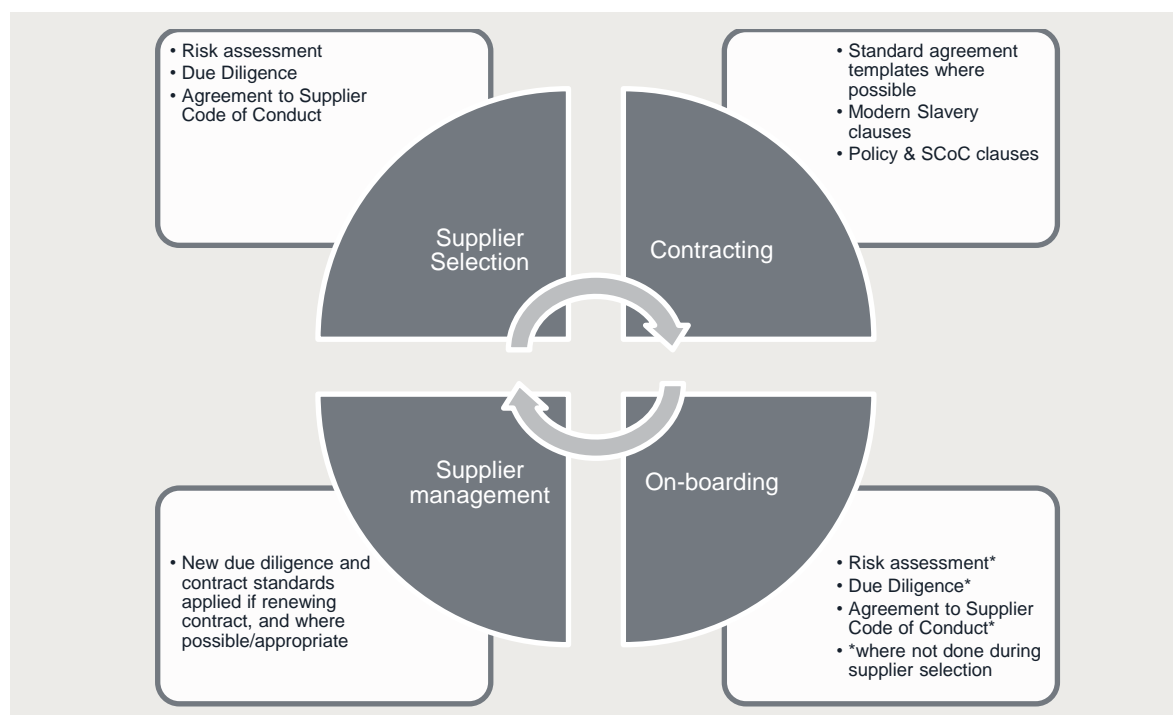 • Risk assessment
• Due Diligence
• Agreement to Supplier
Code of Conduct
• Standard agreement
templates where
possible
• Modern Slavery
clauses
• Policy & SCoC clauses
Supplier
Selection
Contracting
Supplier
management
On-boarding
• New due diligence and
contract standards
applied if renewing
contract, and where
possible/appropriate
• Risk assessment*
• Due Diligence*
• Agreement to Supplier
Code of Conduct*
• *where not done during
supplier selection